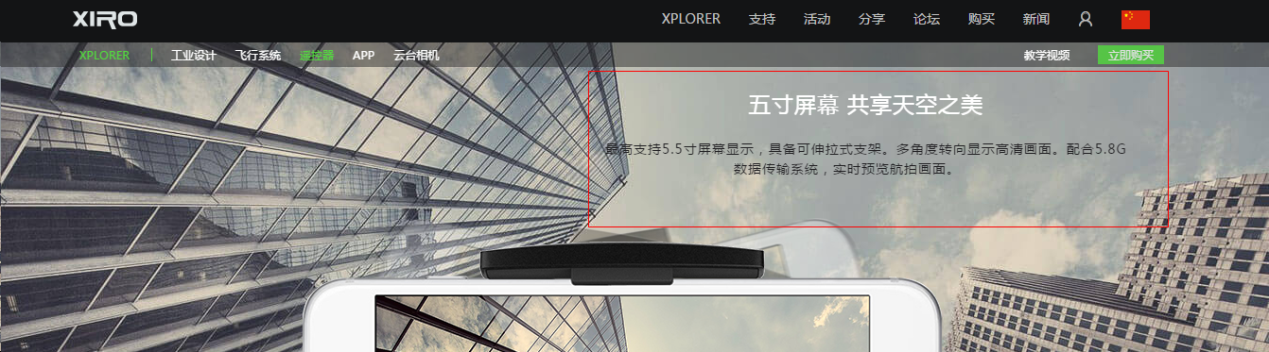 XIRO
XPLORER 支持 活动 分享 论坛 购买 新闻
XPLORER 工业设计 飞行系统 遥控器 APP 云台相机 教学视频 立即购买
五寸屏幕 共享天空之美
最高支持5.5寸屏幕显示，具备可伸拉式支架。多角度转向显示高清画面。配合5.8G
数据传输系统，实时预览航拍画面。